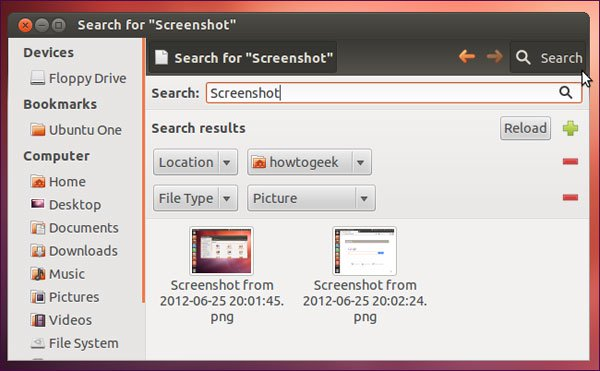 Search for "Screenshot"
Devices
Floppy Drive
Bookmarks
Ubuntu One
Computer
Home
Desktop
Documents
Downloads
Music
Pictures
Videos
File System
Search for "Screenshot"
Search
Search: Screenshot
Search results
Reload
Location
howtogeek
File Type
Picture
Screenshot from
2012-06-25 20:01:45.
png
Screenshot from
2012-06-25 20:02:24.
png